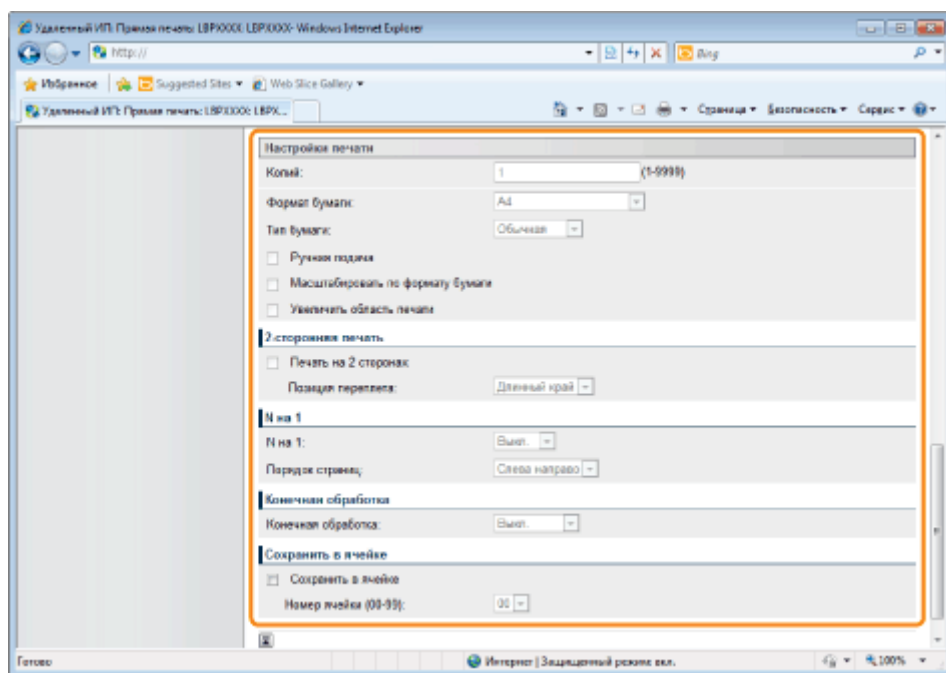 Удаленный ИП: Прямая печать: LBPXXXX: LBPXXXX- Windows Internet Explorer
http://
Bing
Избранное Suggested Sites Web Slice Gallery
Удаленный ИП: Прямая печать: LBPXXXX: LBPX... Страница Безопасность Сервис
Настройки печати
Копий: 1 (1-9999)
Формат бумаги: A4
Тип бумаги: Обычная
Ручная подача
Масштабировать по формату бумаги
Увеличить область печати
2-сторонняя печать
Печать на 2 сторонах
Позиция переплета: Длинный край
N на 1
N на 1: Выкл.
Порядок страниц: Слева направо
Конечная обработка
Конечная обработка: Выкл.
Сохранить в ячейке
Сохранить в ячейке
Номер ячейки (00-99): 00
Готово Интернет | Защищенный режим: вкл. 100%